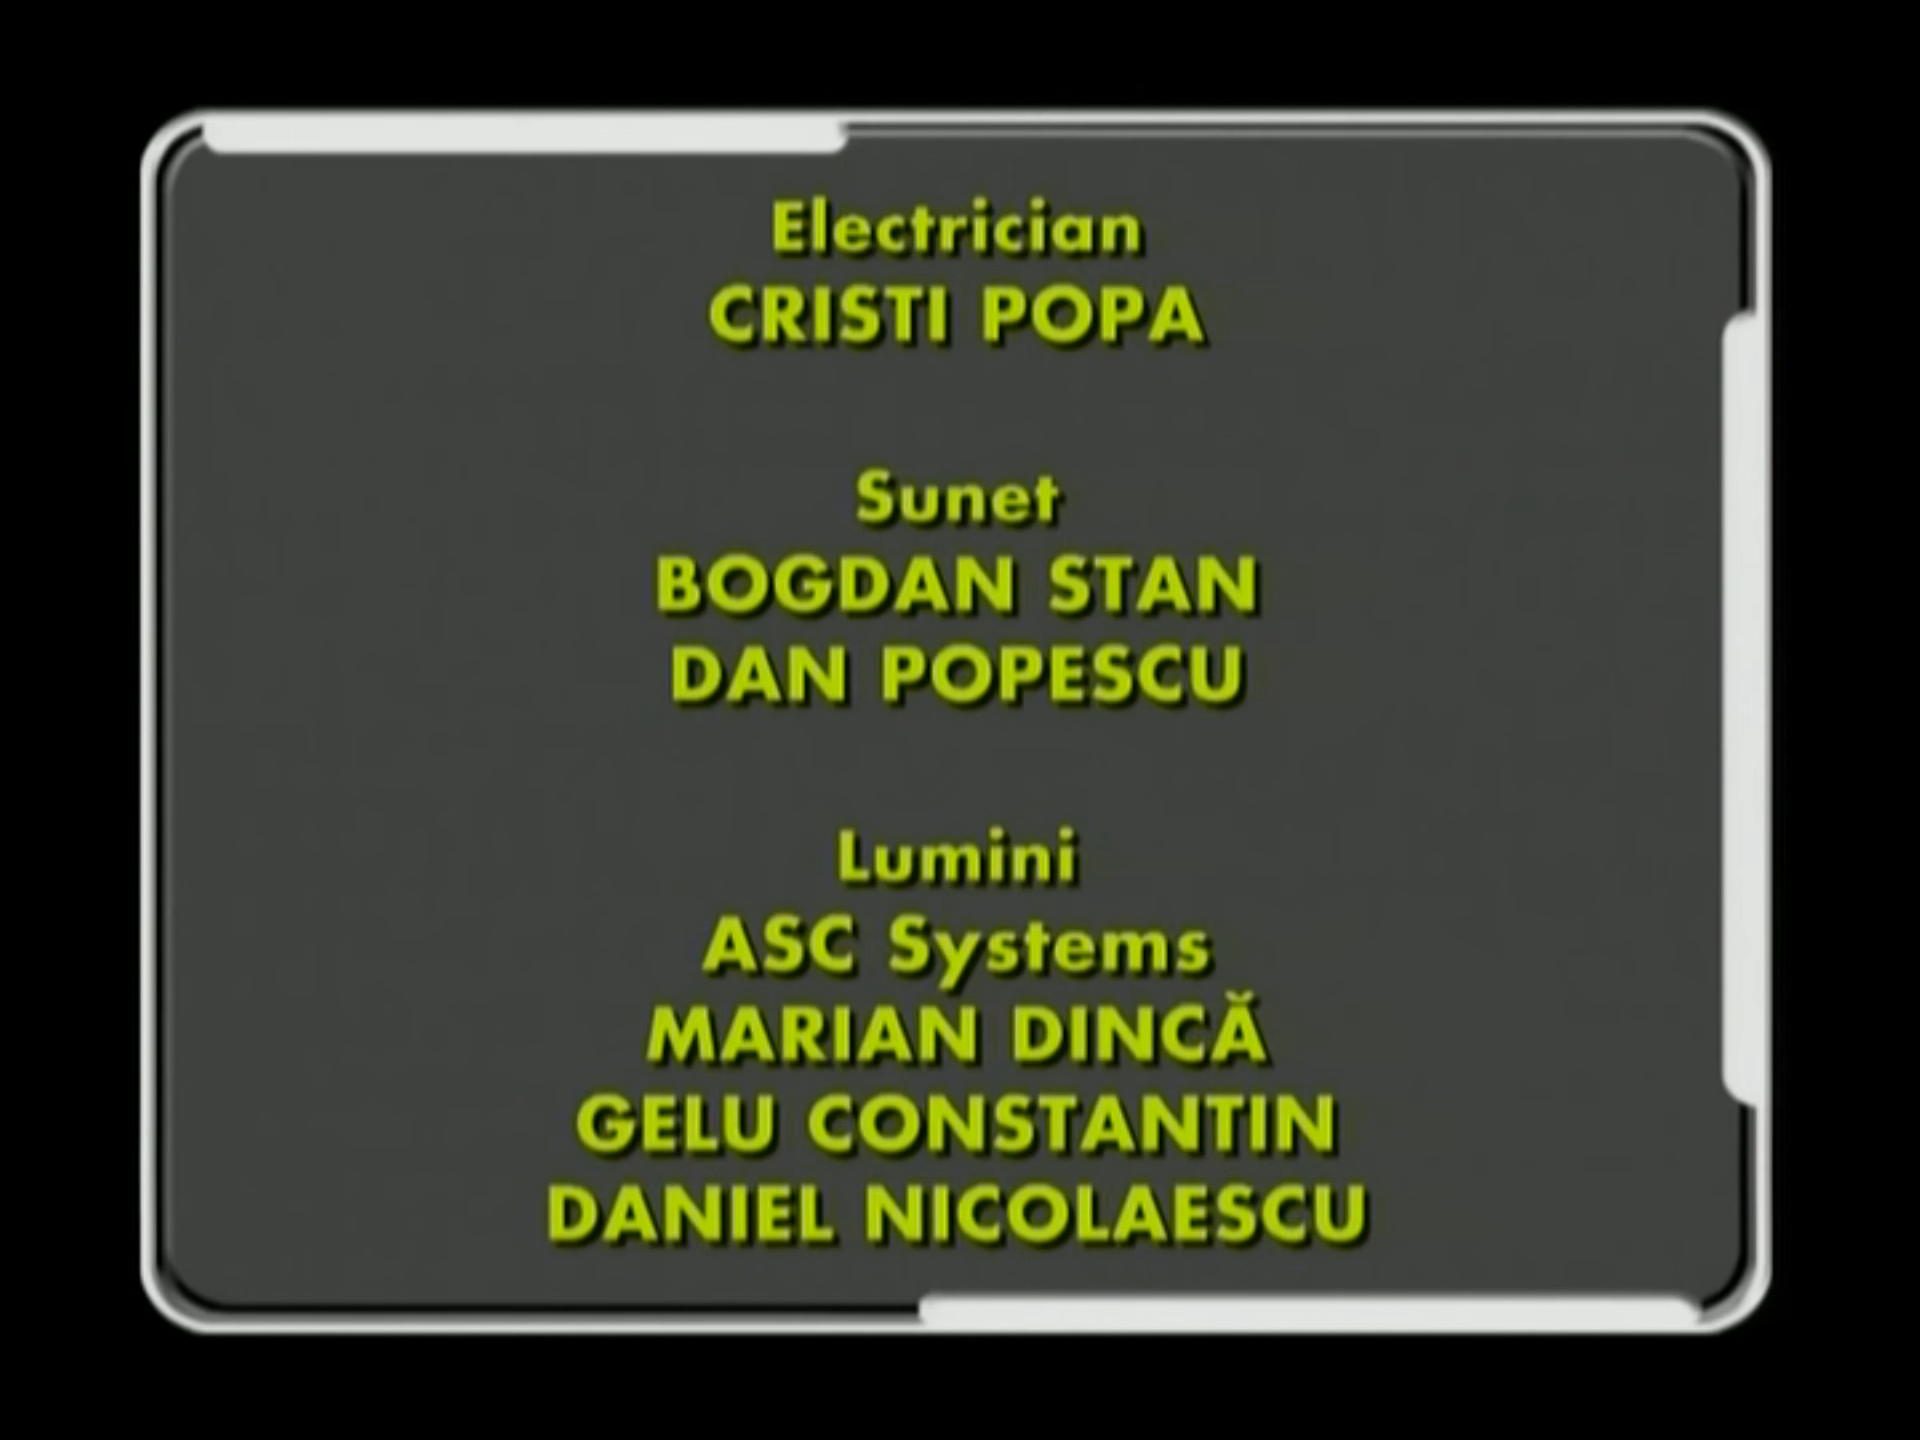 Electrician
CRISTI POPA
Sunet
BOGDAN STAN
DAN POPESCU
Lumini
ASC Systems
MARIAN DINCĂ
GELU CONSTANTIN
DANIEL NICOLAESCU